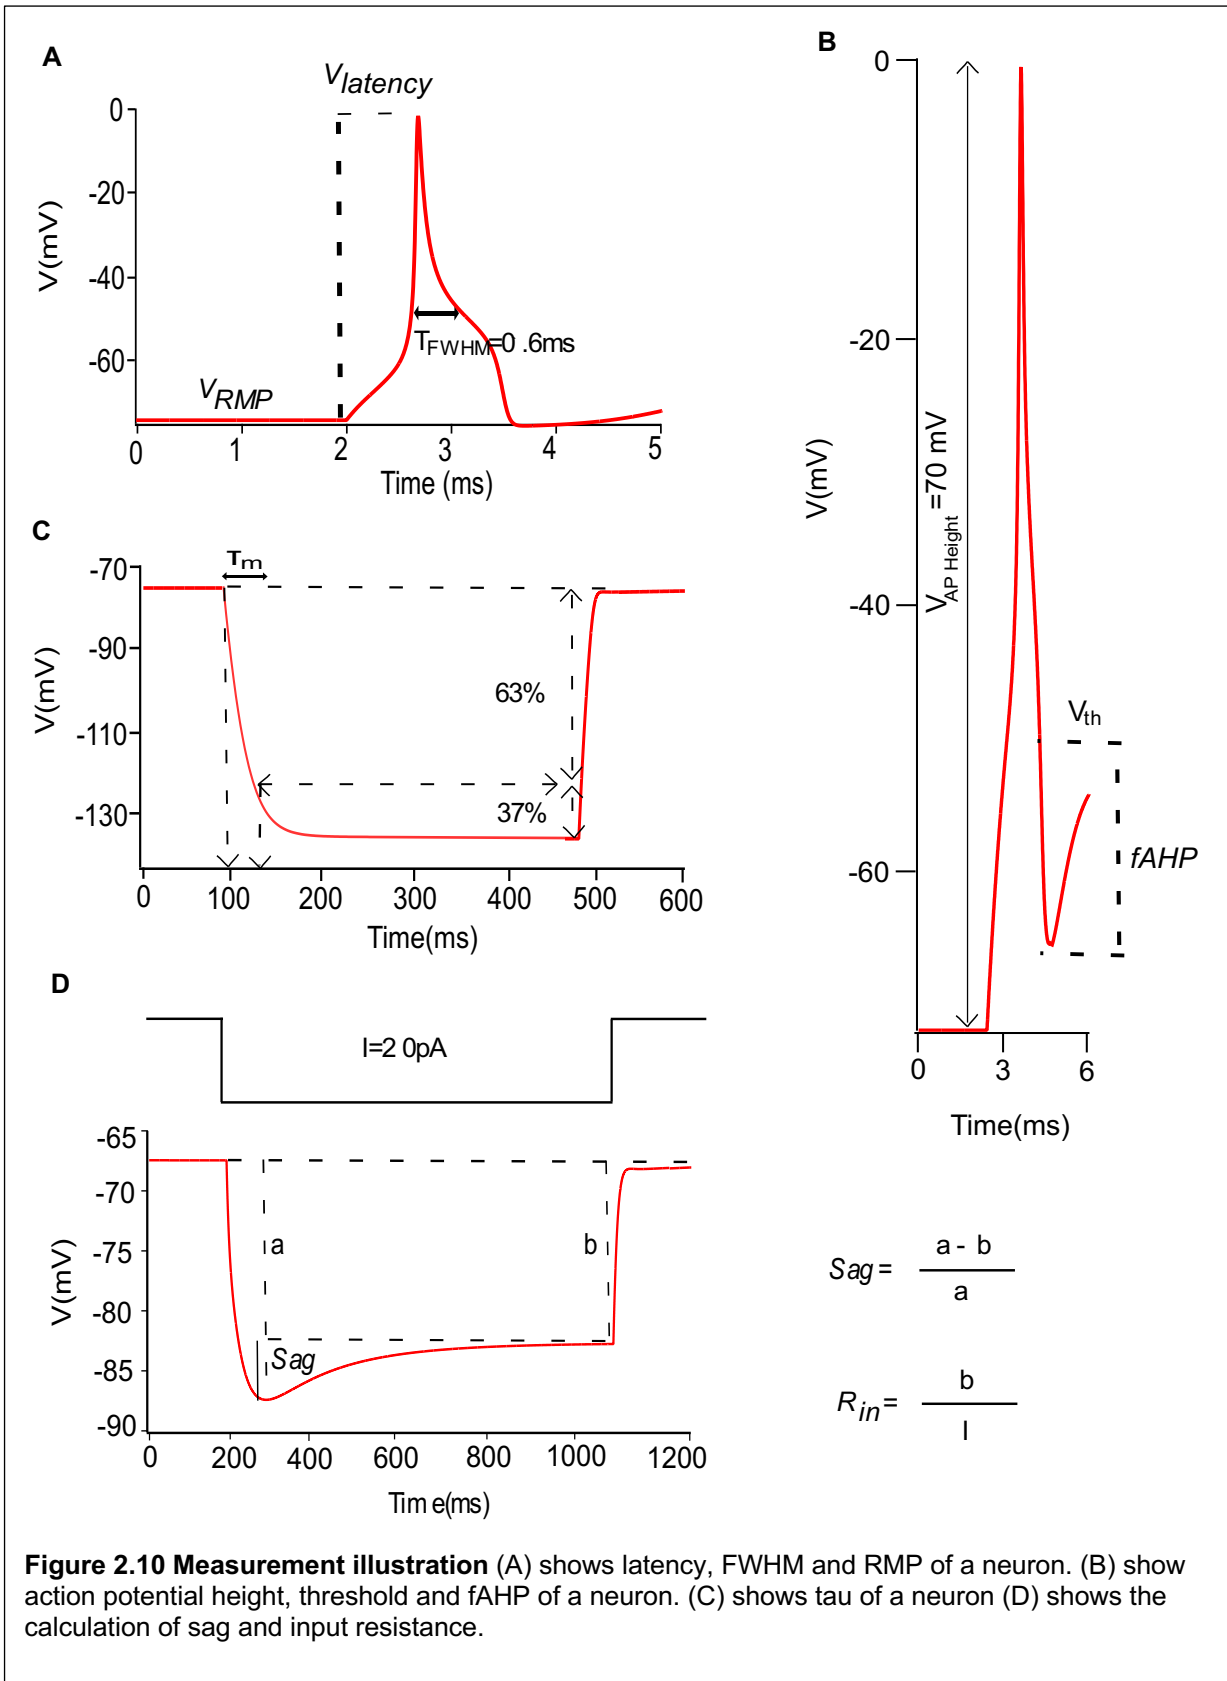 A
V_latency
0
-20
-40
-60
V(mV)
V_RMP
T_FWHM=0 .6ms
0 1 2 3 4 5
Time (ms)
B
0
-20
-40
-60
V(mV)
V_AP Height =70 mV
V_th
fAHP
0 3 6
Time(ms)
C
τ_m
-70
-90
-110
-130
V(mV)
63%
37%
0 100 200 300 400 500 600
Time(ms)
D
I=2 0pA
-65
-70
-75
-80
-85
-90
V(mV)
a
b
Sag
0 200 400 600 800 1000 1200
Tim e(ms)
Sag= a - b
a
R_in= b
I
Figure 2.10 Measurement illustration (A) shows latency, FWHM and RMP of a neuron. (B) show
action potential height, threshold and fAHP of a neuron. (C) shows tau of a neuron (D) shows the
calculation of sag and input resistance.